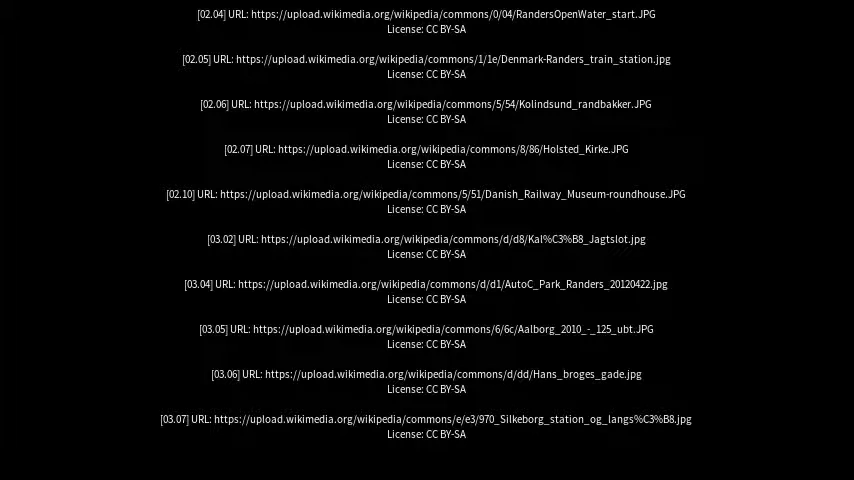 [02.04] URL: https://upload.wikimedia.org/wikipedia/commons/0/04/RandersOpenWater_start.JPG
License: CC BY-SA
[02.05] URL: https://upload.wikimedia.org/wikipedia/commons/1/1e/Denmark-Randers_train_station.jpg
License: CC BY-SA
[02.06] URL: https://upload.wikimedia.org/wikipedia/commons/5/54/Kolindsund_randbakker.JPG
License: CC BY-SA
[02.07] URL: https://upload.wikimedia.org/wikipedia/commons/8/86/Holsted_Kirke.JPG
License: CC BY-SA
[02.10] URL: https://upload.wikimedia.org/wikipedia/commons/5/51/Danish_Railway_Museum-roundhouse.JPG
License: CC BY-SA
[03.02] URL: https://upload.wikimedia.org/wikipedia/commons/d/d8/Kal%C3%B8_Jagtslot.jpg
License: CC BY-SA
[03.04] URL: https://upload.wikimedia.org/wikipedia/commons/d/d1/AutoC_Park_Randers_20120422.jpg
License: CC BY-SA
[03.05] URL: https://upload.wikimedia.org/wikipedia/commons/6/6c/Aalborg_2010_-_125_ubt.JPG
License: CC BY-SA
[03.06] URL: https://upload.wikimedia.org/wikipedia/commons/d/dd/Hans_broges_gade.jpg
License: CC BY-SA
[03.07] URL: https://upload.wikimedia.org/wikipedia/commons/e/e3/970_Silkeborg_station_og_langs%C3%B8.jpg
License: CC BY-SA